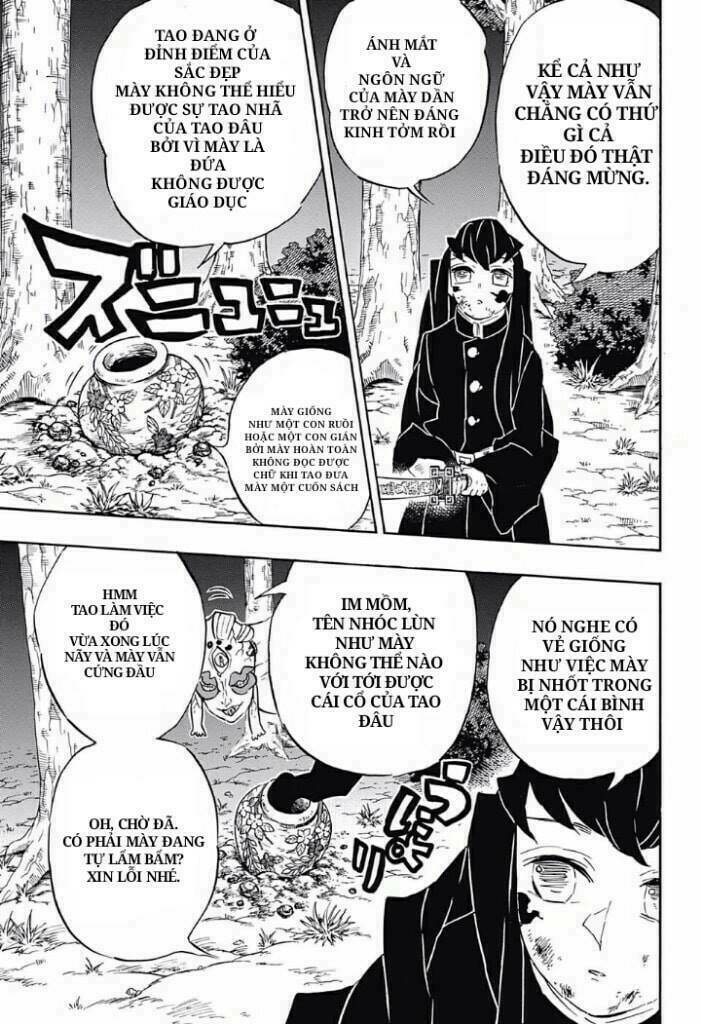 KỂ CẢ NHƯ
VẬY MÀY VẪN
CHẲNG CÓ THỨ
GÌ CẢ
ĐIỀU ĐÓ THẬT
ĐÁNG MỪNG.
ÁNH MẮT
VÀ
NGÔN NGỮ
CỦA MÀY DẦN
TRỞ NÊN ĐÁNG
KINH TỞM RỒI
TAO ĐANG Ở
ĐỈNH ĐIỂM CỦA
SẮC ĐẸP
MÀY KHÔNG THỂ HIỂU
ĐƯỢC SỰ TAO NHÃ
CỦA TAO ĐÂU
BỞI VÌ MÀY LÀ
ĐỨA
KHÔNG ĐƯỢC
GIÁO DỤC
ズニュニュ
MÀY GIỐNG
NHƯ MỘT CON RUỒI
HOẶC MỘT CON GIÁN
BỞI MÀY HOÀN TOÀN
KHÔNG ĐỌC ĐƯỢC
CHỮ KHI TAO ĐƯA
MÀY MỘT CUỐN SÁCH
NÓ NGHE CÓ
VẺ GIỐNG
NHƯ VIỆC MÀY
BỊ NHỐT TRONG
MỘT CÁI BÌNH
VẬY THÔI
IM MỒM,
TÊN NHÓC LÙN
NHƯ MÀY
KHÔNG THỂ NÀO
VỚI TỚI ĐƯỢC
CÁI CỔ CỦA TAO
ĐÂU
HMM
TAO LÀM VIỆC
ĐÓ
VỪA XONG LÚC
NÃY VÀ MÀY VẪN
CỨNG ĐẦU
OH, CHỜ ĐÃ.
CÓ PHẢI MÀY ĐANG
TỰ LẨM BẨM?
XIN LỖI NHÉ.